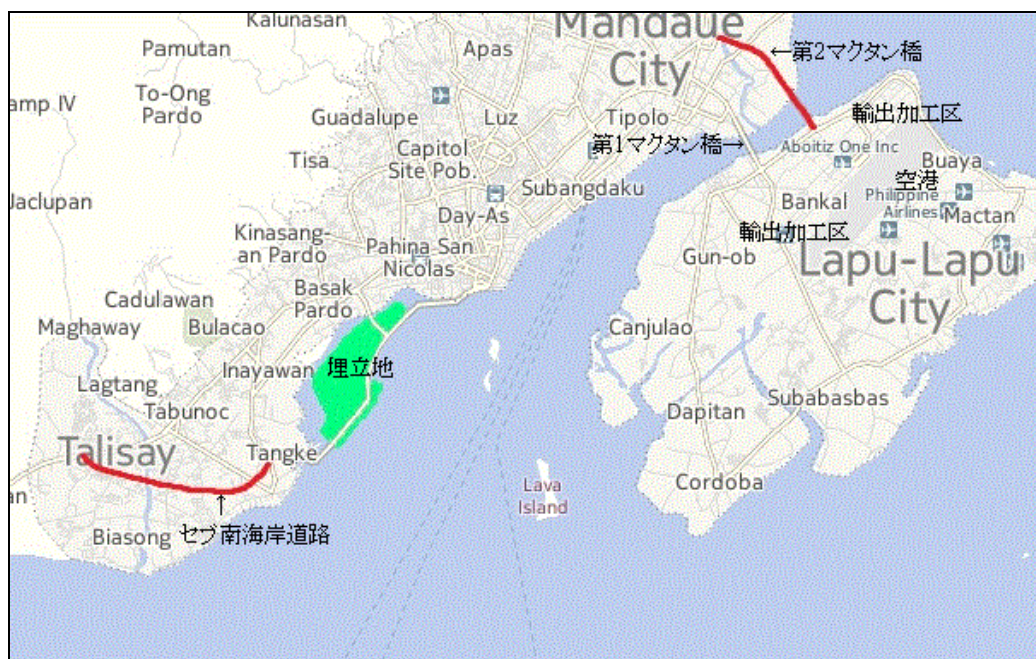 Kalunasan
Mandaue
City
Pamutan
Apas
←第2マクタン橋
amp IV
To-Ong
Pardo
Guadalupe
Luz
Tipolo
輸出加工区
第1マクタン橋→
Aboitiz One Inc
Tisa
Capitol
Site Pob.
Buaya
Jaclupan
Subangdaku
空港
Bankal
Philippine
Airlines
Mactan
Day-As
Kinasang-
an Pardo
Pahina San
Nicolas
輸出加工区
Gun-ob
Lapu-Lapu
City
Basak
Pardo
Cadulawan
Maghaway
Bulacao
Canjulao
埋立地
Inayawan
Lagtang
Tabunoc
Subabasbas
Dapitan
Talisay
Tangke
Cordoba
Lava
Island
an
↑
セブ南海岸道路
Biasong